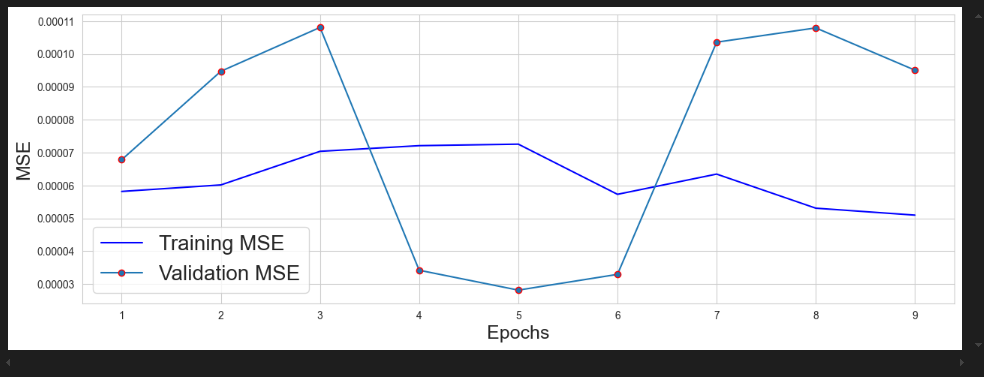 0.00011
0.00010
0.00009
0.00008
0.00007
0.00006
0.00005
0.00004
0.00003
MSE
Training MSE
Validation MSE
1 2 3 4 5 6 7 8 9
Epochs